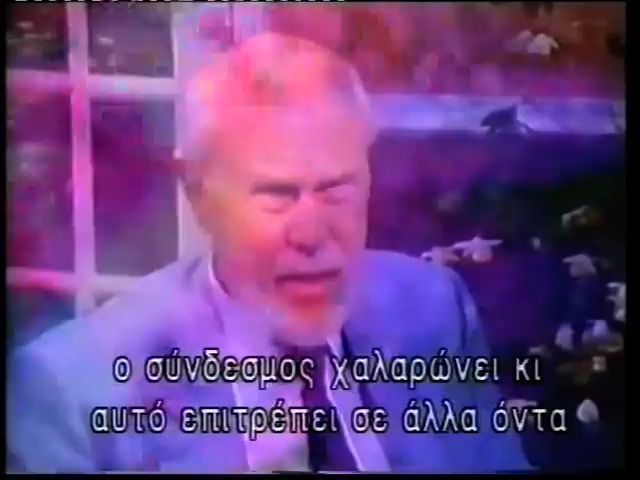 ο σύνδεσμος χαλαρώνει κι
αυτό επιτρέπει σε άλλα όντα